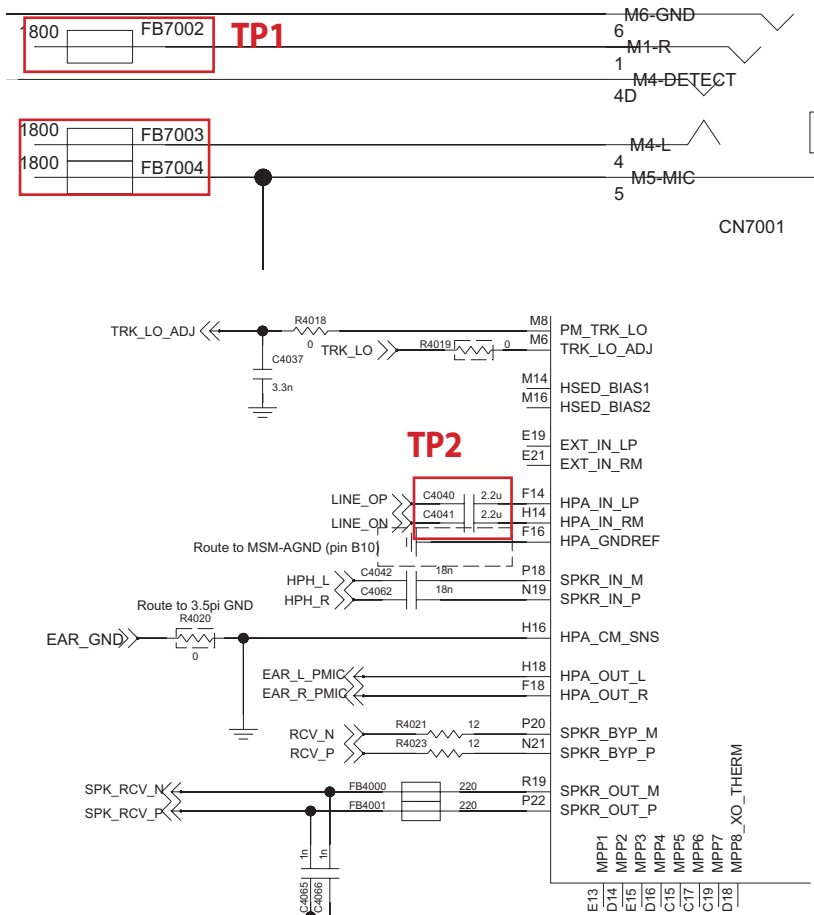 M6-GND
1800 FB7002 TP1 6
M1-R
1
M4-DETECT
4D
1800 FB7003
M4-L
1800 FB7004 4
M5-MIC
5
CN7001
TRK_LO_ADJ R4018 M8 PM_TRK_LO
0 TRK_LO R4019 0 M6 TRK_LO_ADJ
C4037
3.3n
M14 HSED_BIAS1
M16 HSED_BIAS2
TP2
E19 EXT_IN_LP
E21 EXT_IN_RM
LINE_OP C4040 2.2u F14 HPA_IN_LP
LINE_ON C4041 2.2u H14 HPA_IN_RM
Route to MSM-AGND (pin B10) F16 HPA_GNDREF
HPH_L C4042 18n P18 SPKR_IN_M
HPH_R C4062 18n N19 SPKR_IN_P
Route to 3.5pi GND
R4020
EAR_GND H16 HPA_CM_SNS
0
EAR_L_PMIC H18 HPA_OUT_L
EAR_R_PMIC F18 HPA_OUT_R
RCV_N R4021 12 P20 SPKR_BYP_M
RCV_P R4023 12 N21 SPKR_BYP_P
SPK_RCV_N FB4000 220 R19 SPKR_OUT_M
SPK_RCV_P FB4001 220 P22 SPKR_OUT_P
1n 1n
C4065 C4066
MPP1 MPP2 MPP3 MPP4 MPP5 MPP6 MPP7 MPP8_XO_THERM
E13 D14 E15 D16 C15 C17 C19 D18